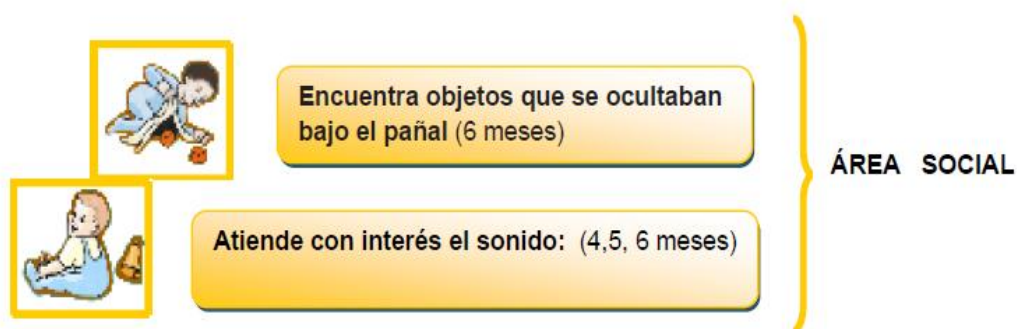 Encuentra objetos que se ocultaban
bajo el pañal (6 meses)
ÁREA SOCIAL
Atiende con interés el sonido: (4,5, 6 meses)